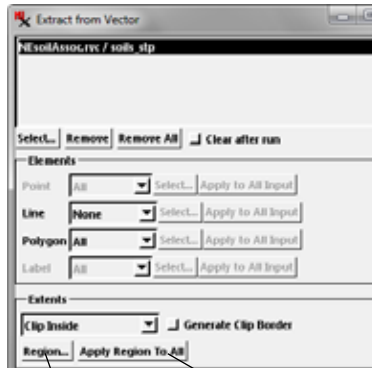 Extract from Vector
NEsoilAssoc.rvc / soils_stp
Select... Remove Remove All Clear after run
Elements
Point All Select... Apply to All Input
Line None Select... Apply to All Input
Polygon All Select... Apply to All Input
Label All Select... Apply to All Input
Extents
Clip Inside Generate Clip Border
Region... Apply Region To All